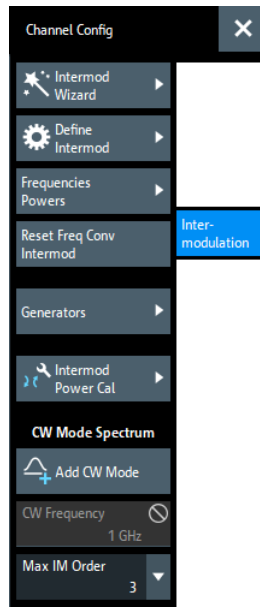 Channel Config
Intermod
Wizard
Define
Intermod
Frequencies
Powers
Reset Freq Conv
Intermod
Inter-
modulation
Generators
Intermod
Power Cal
CW Mode Spectrum
Add CW Mode
CW Frequency
1 GHz
Max IM Order
3